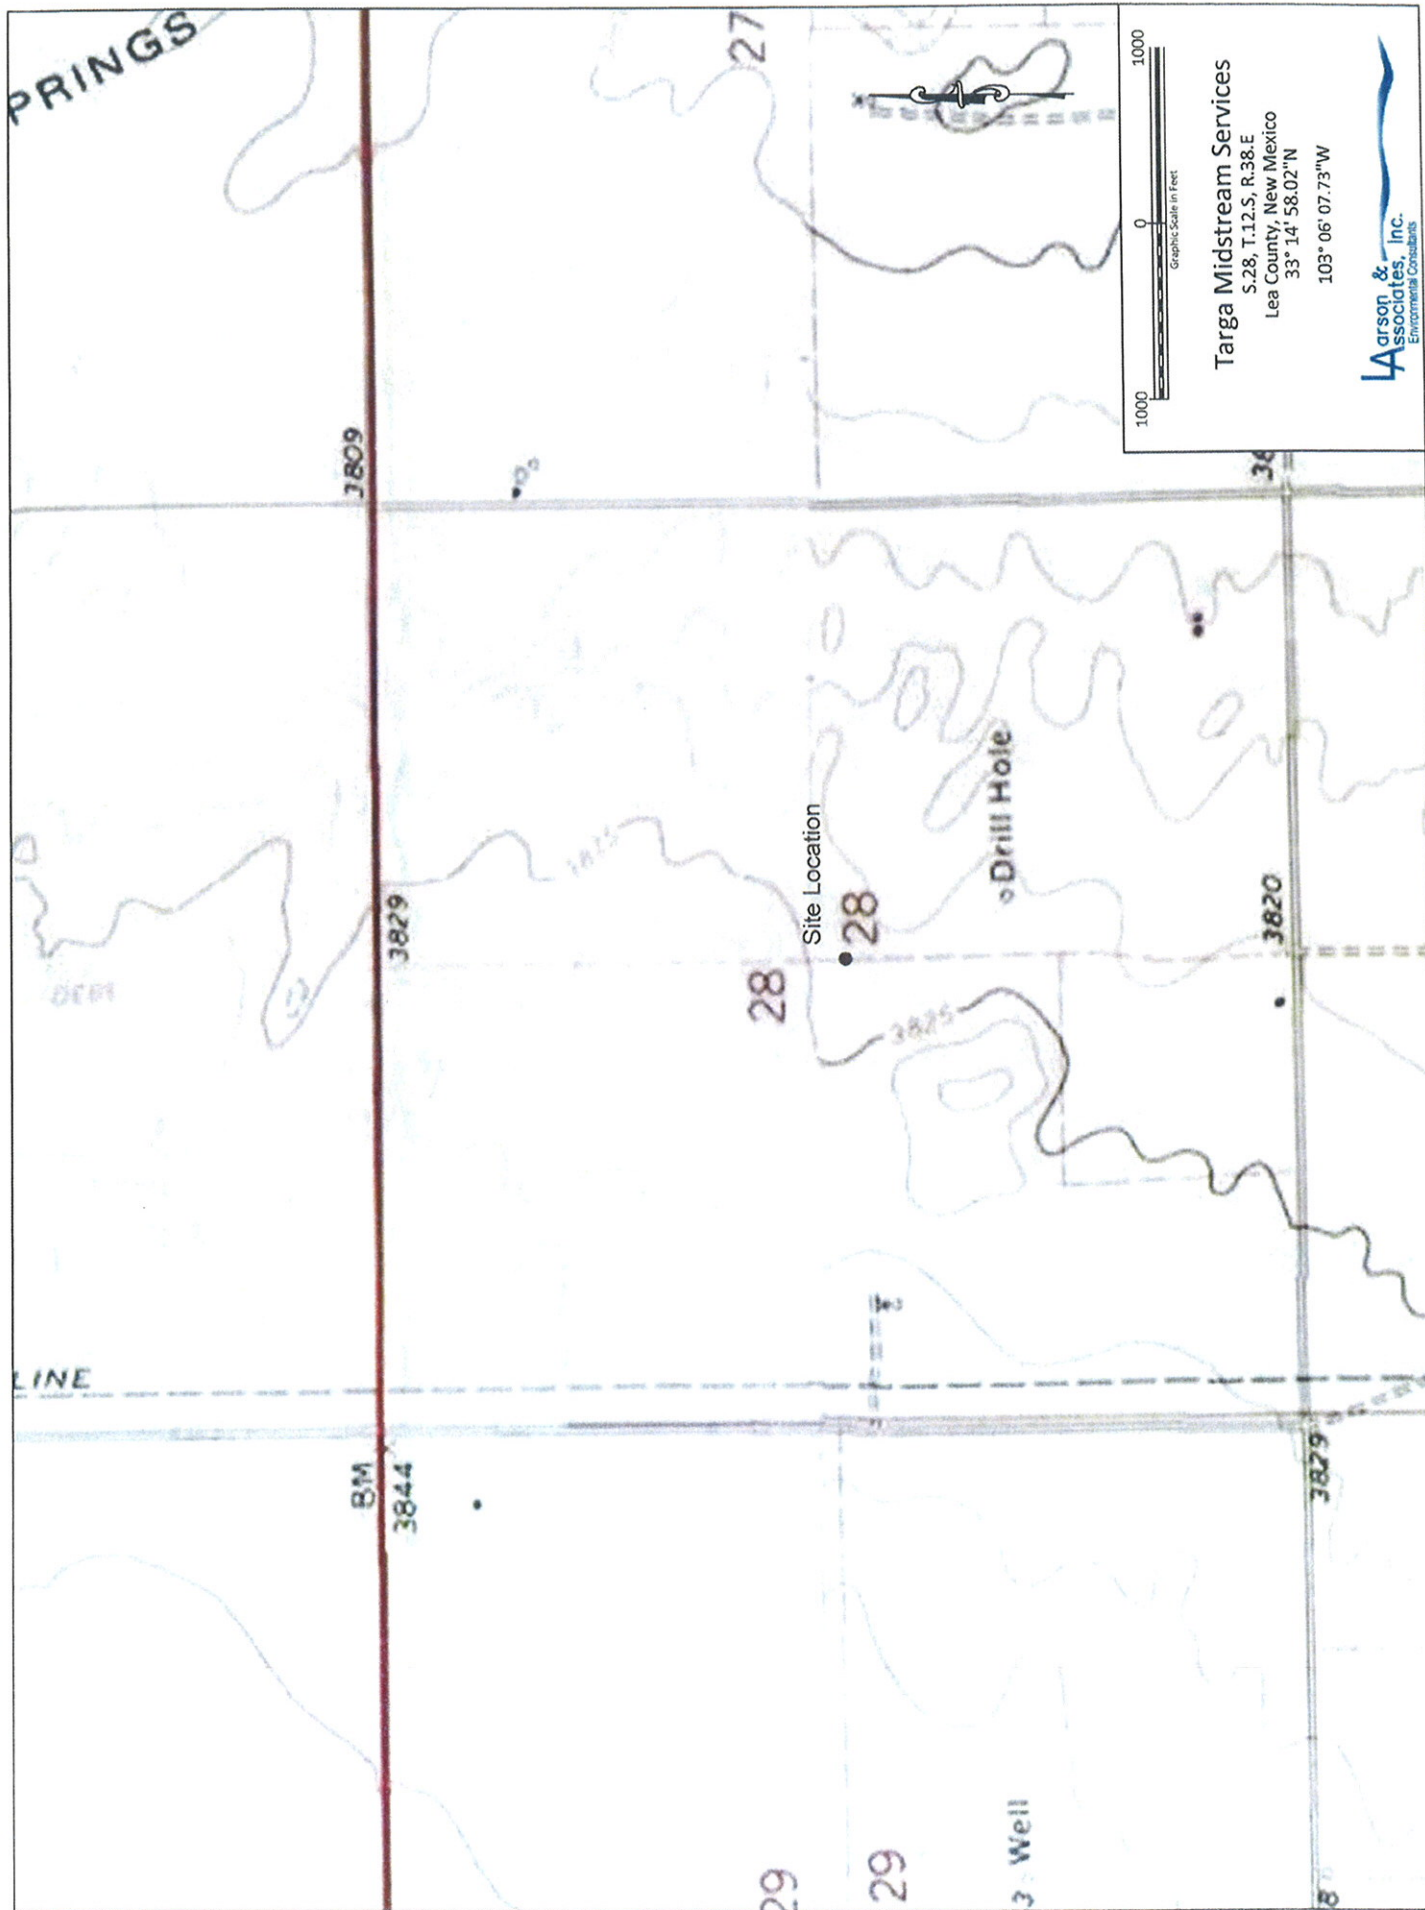 PRINGS
27
3809
3829
1825
Site Location
28
28
Drill Hole
3825
3820
LINE
BM
3844
3829
29
29
Well
1000
0
1000
Graphic Scale in Feet
Targa Midstream Services
S.28, T.12.S, R.38.E
Lea County, New Mexico
33° 14' 58.02"N
103° 06' 07.73"W
Larson &
Associates, Inc.
Environmental Consultants